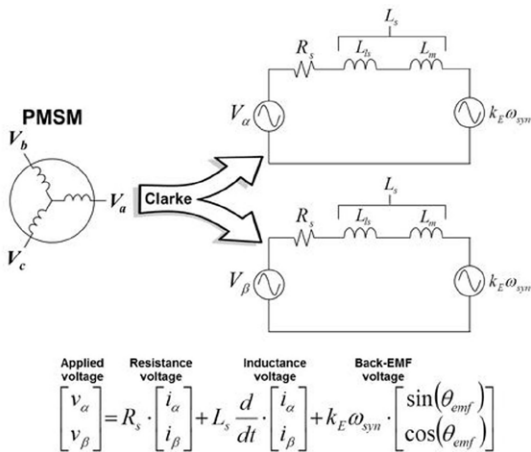 L_s
R_s L_ls L_m
V_α k_E ω_syn
PMSM
V_b
V_a
Clarke
V_c
L_s
R_s L_ls L_m
V_β k_E ω_syn
Applied voltage Resistance voltage Inductance voltage Back-EMF voltage
[v_α v_β] = R_s · [i_α i_β] + L_s d/dt · [i_α i_β] + k_E ω_syn · [sin(θ_emf) cos(θ_emf)]